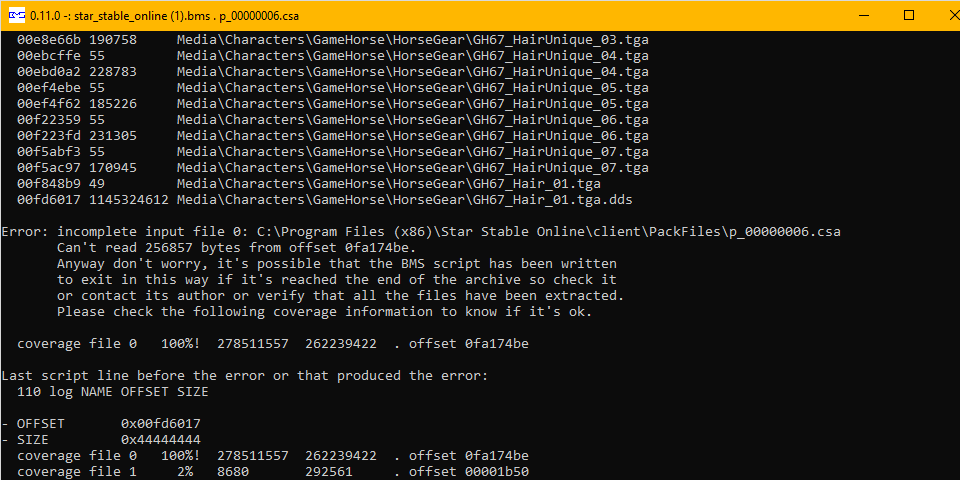 BMS 0.11.0 -: star_stable_online (1).bms . p_00000006.csa
00e8e66b 190758 Media\Characters\GameHorse\HorseGear\GH67_HairUnique_03.tga
00ebcffe 55 Media\Characters\GameHorse\HorseGear\GH67_HairUnique_04.tga
00ebd0a2 228783 Media\Characters\GameHorse\HorseGear\GH67_HairUnique_04.tga
00ef4ebe 55 Media\Characters\GameHorse\HorseGear\GH67_HairUnique_05.tga
00ef4f62 185226 Media\Characters\GameHorse\HorseGear\GH67_HairUnique_05.tga
00f22359 55 Media\Characters\GameHorse\HorseGear\GH67_HairUnique_06.tga
00f223fd 231305 Media\Characters\GameHorse\HorseGear\GH67_HairUnique_06.tga
00f5abf3 55 Media\Characters\GameHorse\HorseGear\GH67_HairUnique_07.tga
00f5ac97 170945 Media\Characters\GameHorse\HorseGear\GH67_HairUnique_07.tga
00f848b9 49 Media\Characters\GameHorse\HorseGear\GH67_Hair_01.tga
00fd6017 1145324612 Media\Characters\GameHorse\HorseGear\GH67_Hair_01.tga.dds
Error: incomplete input file 0: C:\Program Files (x86)\Star Stable Online\client\PackFiles\p_00000006.csa
Can't read 256857 bytes from offset 0fa174be.
Anyway don't worry, it's possible that the BMS script has been written
to exit in this way if it's reached the end of the archive so check it
or contact its author or verify that all the files have been extracted.
Please check the following coverage information to know if it's ok.
coverage file 0 100%! 278511557 262239422 . offset 0fa174be
Last script line before the error or that produced the error:
110 log NAME OFFSET SIZE
- OFFSET 0x00fd6017
- SIZE 0x44444444
coverage file 0 100%! 278511557 262239422 . offset 0fa174be
coverage file 1 2% 8680 292561 . offset 00001b50